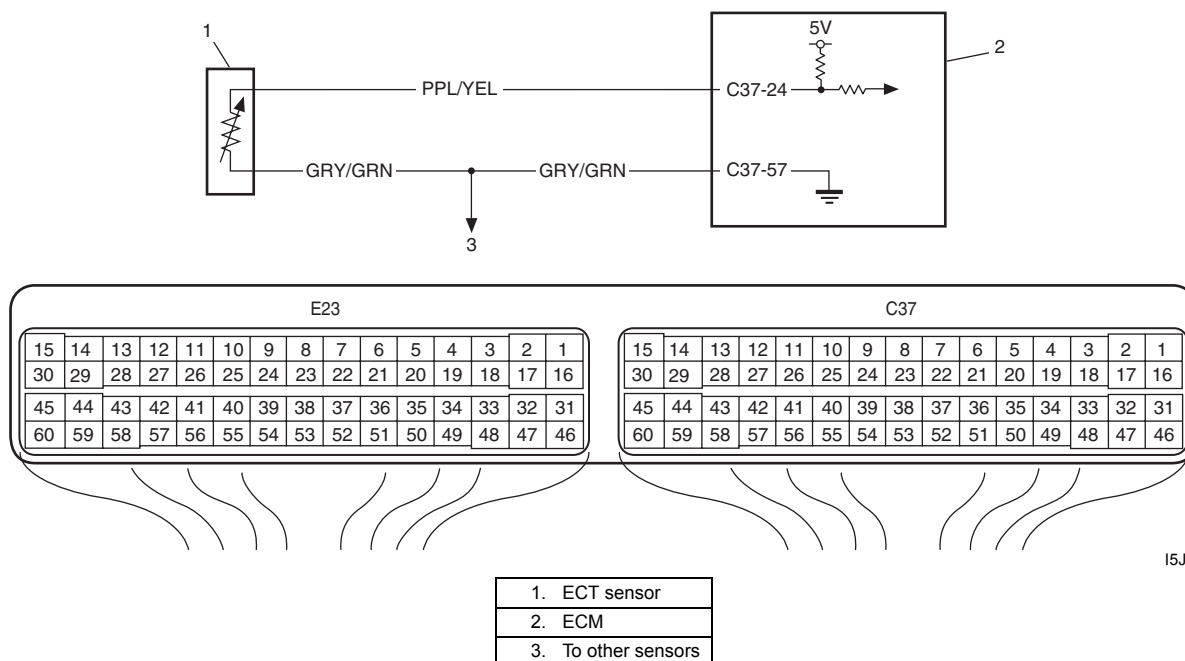 5V
1
2
PPL/YEL
C37-24
GRY/GRN
GRY/GRN
C37-57
3
E23
C37
15 14 13 12 11 10 9 8 7 6 5 4 3 2 1
30 29 28 27 26 25 24 23 22 21 20 19 18 17 16
45 44 43 42 41 40 39 38 37 36 35 34 33 32 31
60 59 58 57 56 55 54 53 52 51 50 49 48 47 46
15 14 13 12 11 10 9 8 7 6 5 4 3 2 1
30 29 28 27 26 25 24 23 22 21 20 19 18 17 16
45 44 43 42 41 40 39 38 37 36 35 34 33 32 31
60 59 58 57 56 55 54 53 52 51 50 49 48 47 46
I5J
1. ECT sensor
2. ECM
3. To other sensors